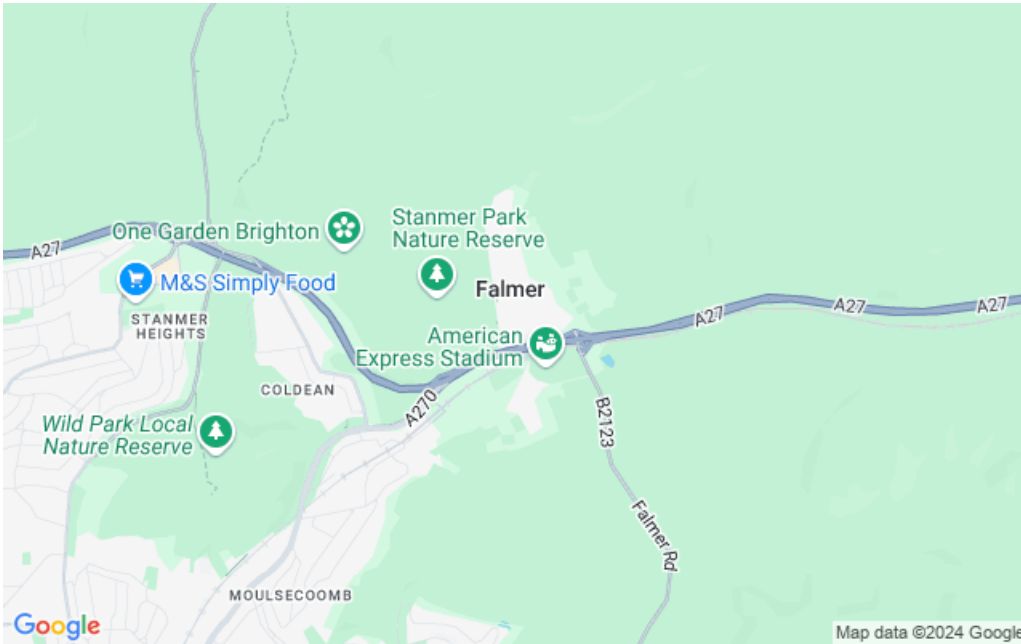 One Garden Brighton
Stanmer Park
Nature Reserve
A27
M&S Simply Food
Falmer
A27
A27
A27
STANMER
HEIGHTS
American
Express Stadium
COLDEAN
A270
B2123
Wild Park Local
Nature Reserve
Falmer Rd
MOULSECOOMB
Google
Map data ©2024 Google